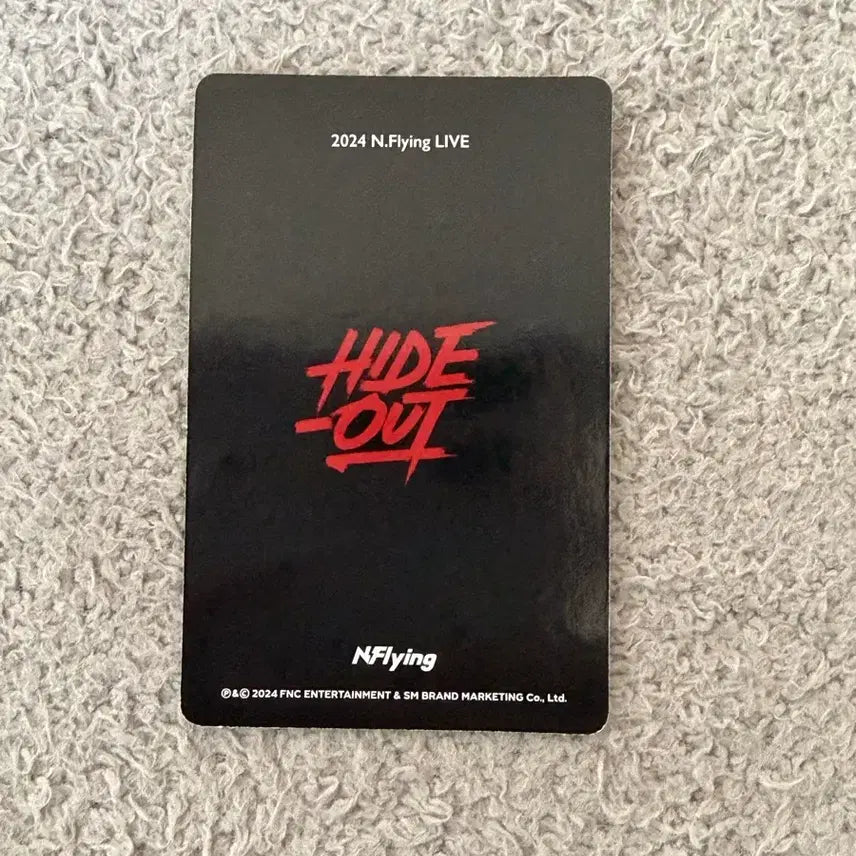 2024 N.Flying LIVE
HIDE
-OUT
N.Flying
℗&© 2024 FNC ENTERTAINMENT & SM BRAND MARKETING Co., Ltd.